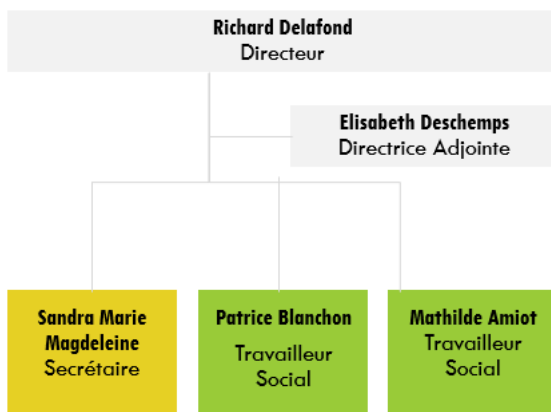 Richard Delafond
Directeur
Elisabeth Deschemps
Directrice Adjointe
Sandra Marie
Magdeleine
Secrétaire
Patrice Blanchon
Travailleur
Social
Mathilde Amiot
Travailleur
Social